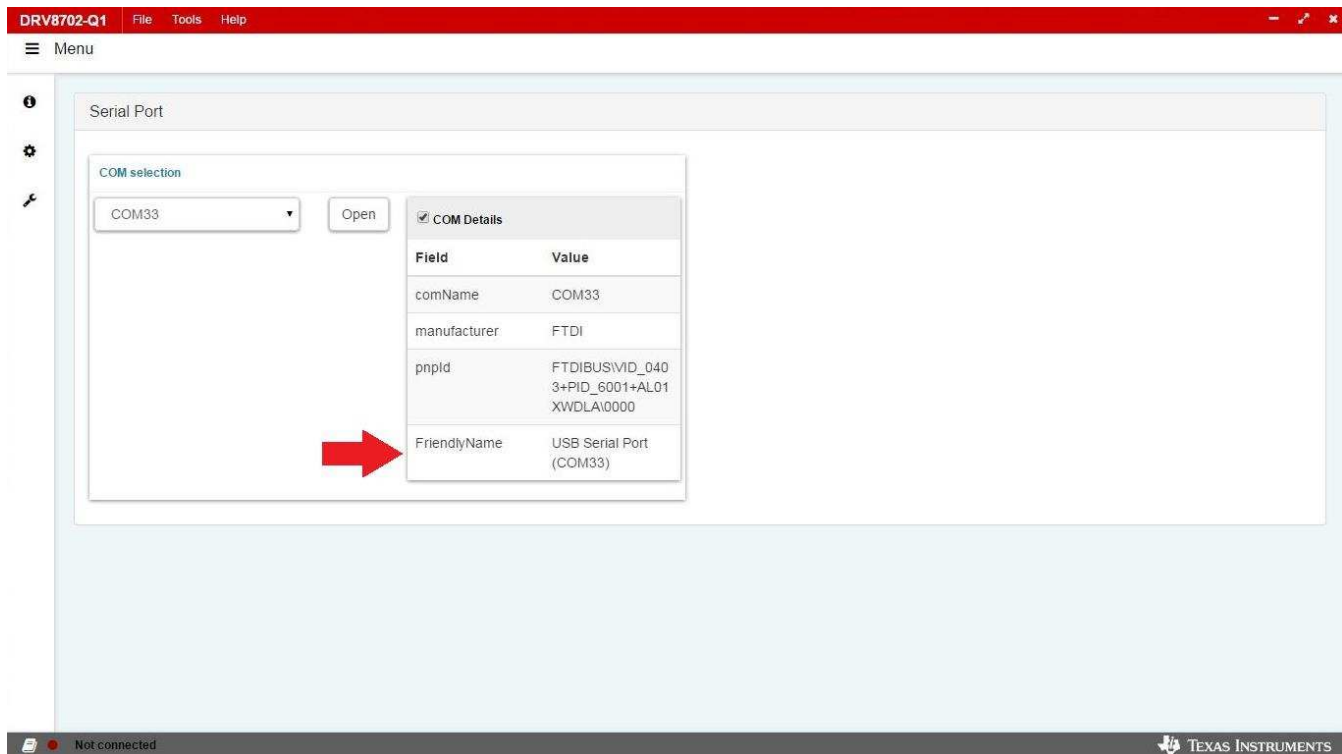 DRV8702-Q1 File Tools Help
Menu
Serial Port
COM selection
COM33 Open
COM Details
Field Value
comName COM33
manufacturer FTDI
pnpId FTDIBUS\VID_040
3+PID_6001+AL01
XWDLA\0000
FriendlyName USB Serial Port
(COM33)
Not connected
TEXAS INSTRUMENTS